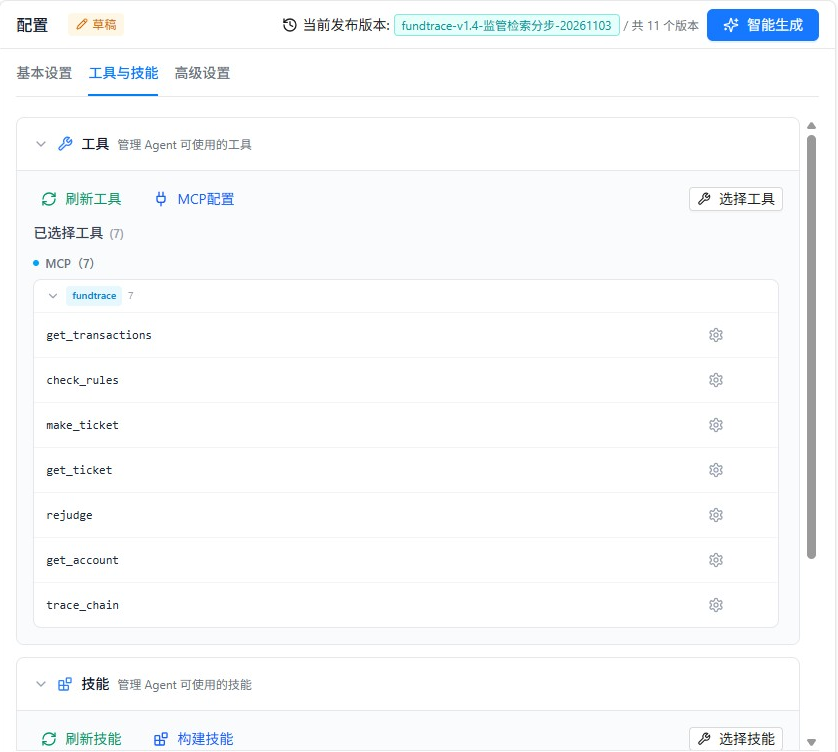 配置 草稿 当前发布版本: fundtrace-v1.4-监管检索分步-20261103 / 共 11 个版本 智能生成
基本设置 工具与技能 高级设置
工具 管理 Agent 可使用的工具
刷新工具 MCP配置 选择工具
已选择工具 (7)
MCP (7)
fundtrace 7
get_transactions
check_rules
make_ticket
get_ticket
rejudge
get_account
trace_chain
技能 管理 Agent 可使用的技能
刷新技能 构建技能 选择技能